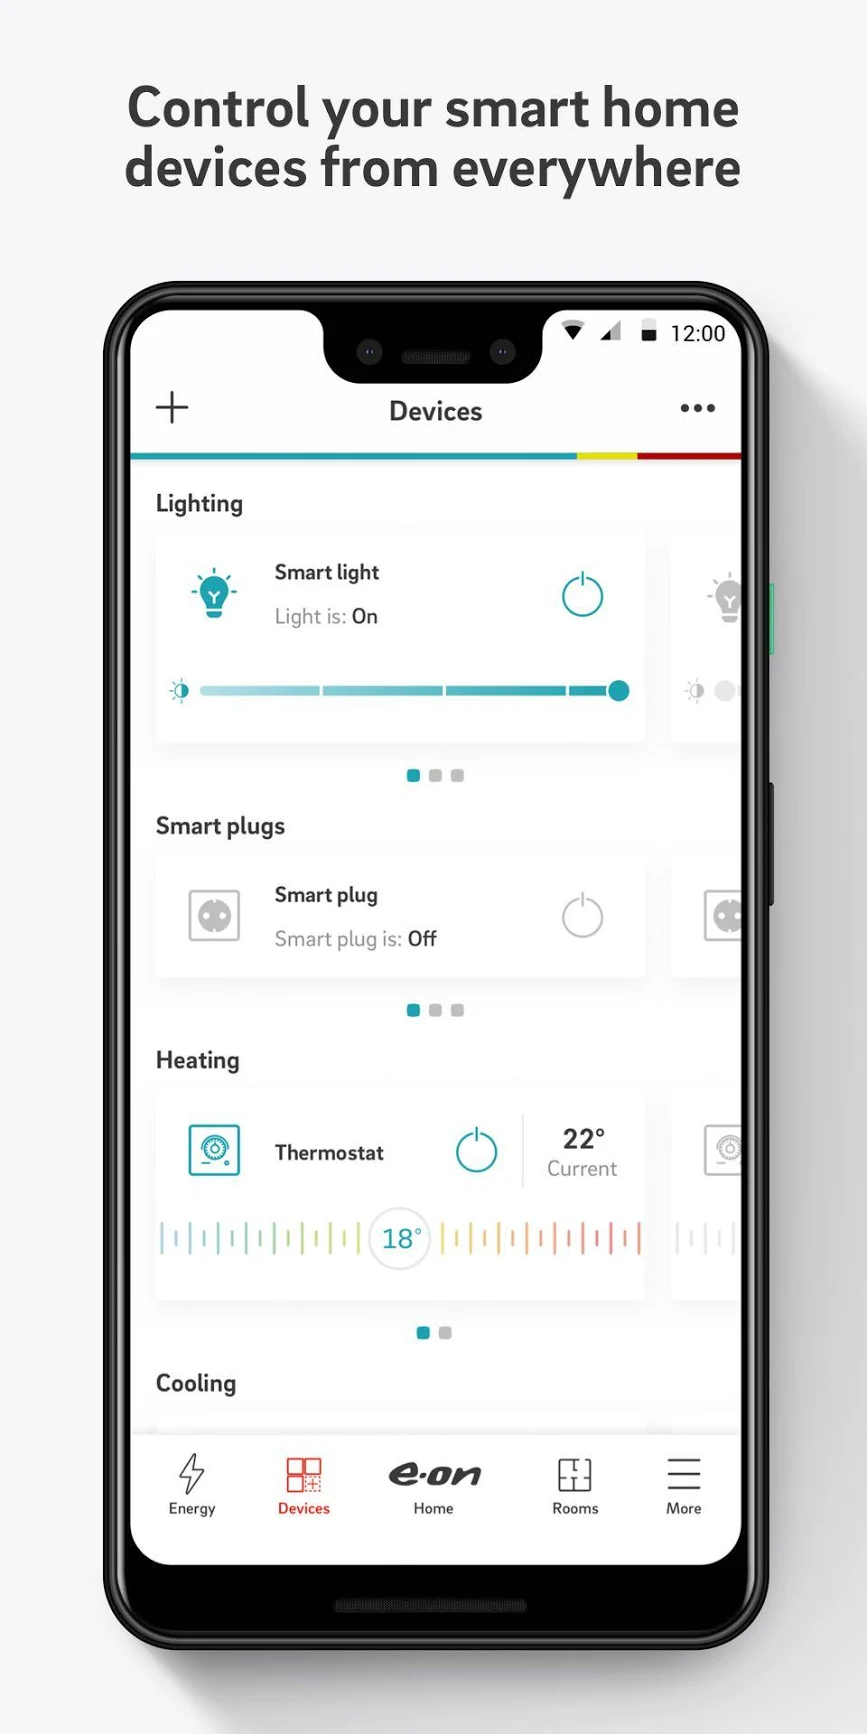 Control your smart home
devices from everywhere
12:00
Devices
Lighting
Smart light
Light is: On
Smart plugs
Smart plug
Smart plug is: Off
Heating
Thermostat
22°
Current
18°
Cooling
e·on
Energy
Devices
Home
Rooms
More